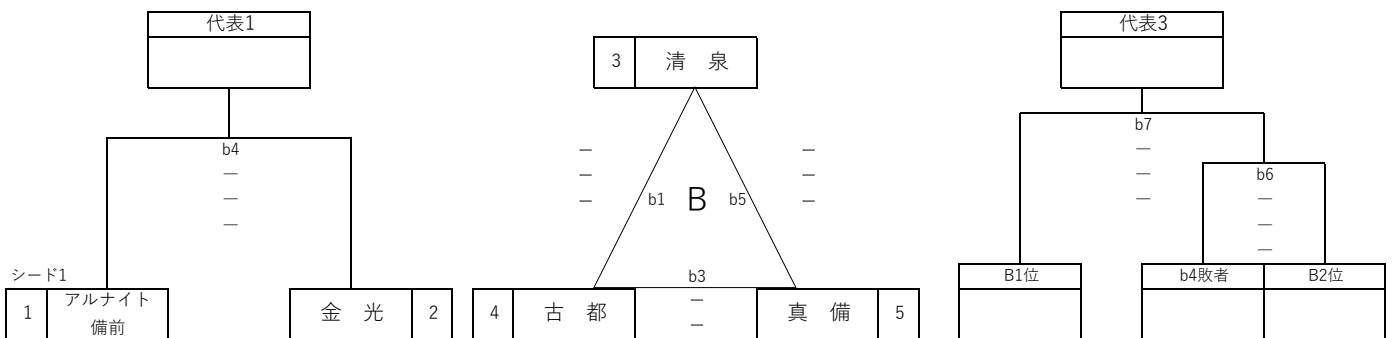 代表1
代表3
3
清 泉
b4
—
—
—
—
—
—
b1
B
b5
—
—
—
b7
—
—
—
b6
—
—
—
シード1
b3
B1位
b4敗者
B2位
1
アルナイト
備前
金 光
2
4
古 都
—
—
真 備
5